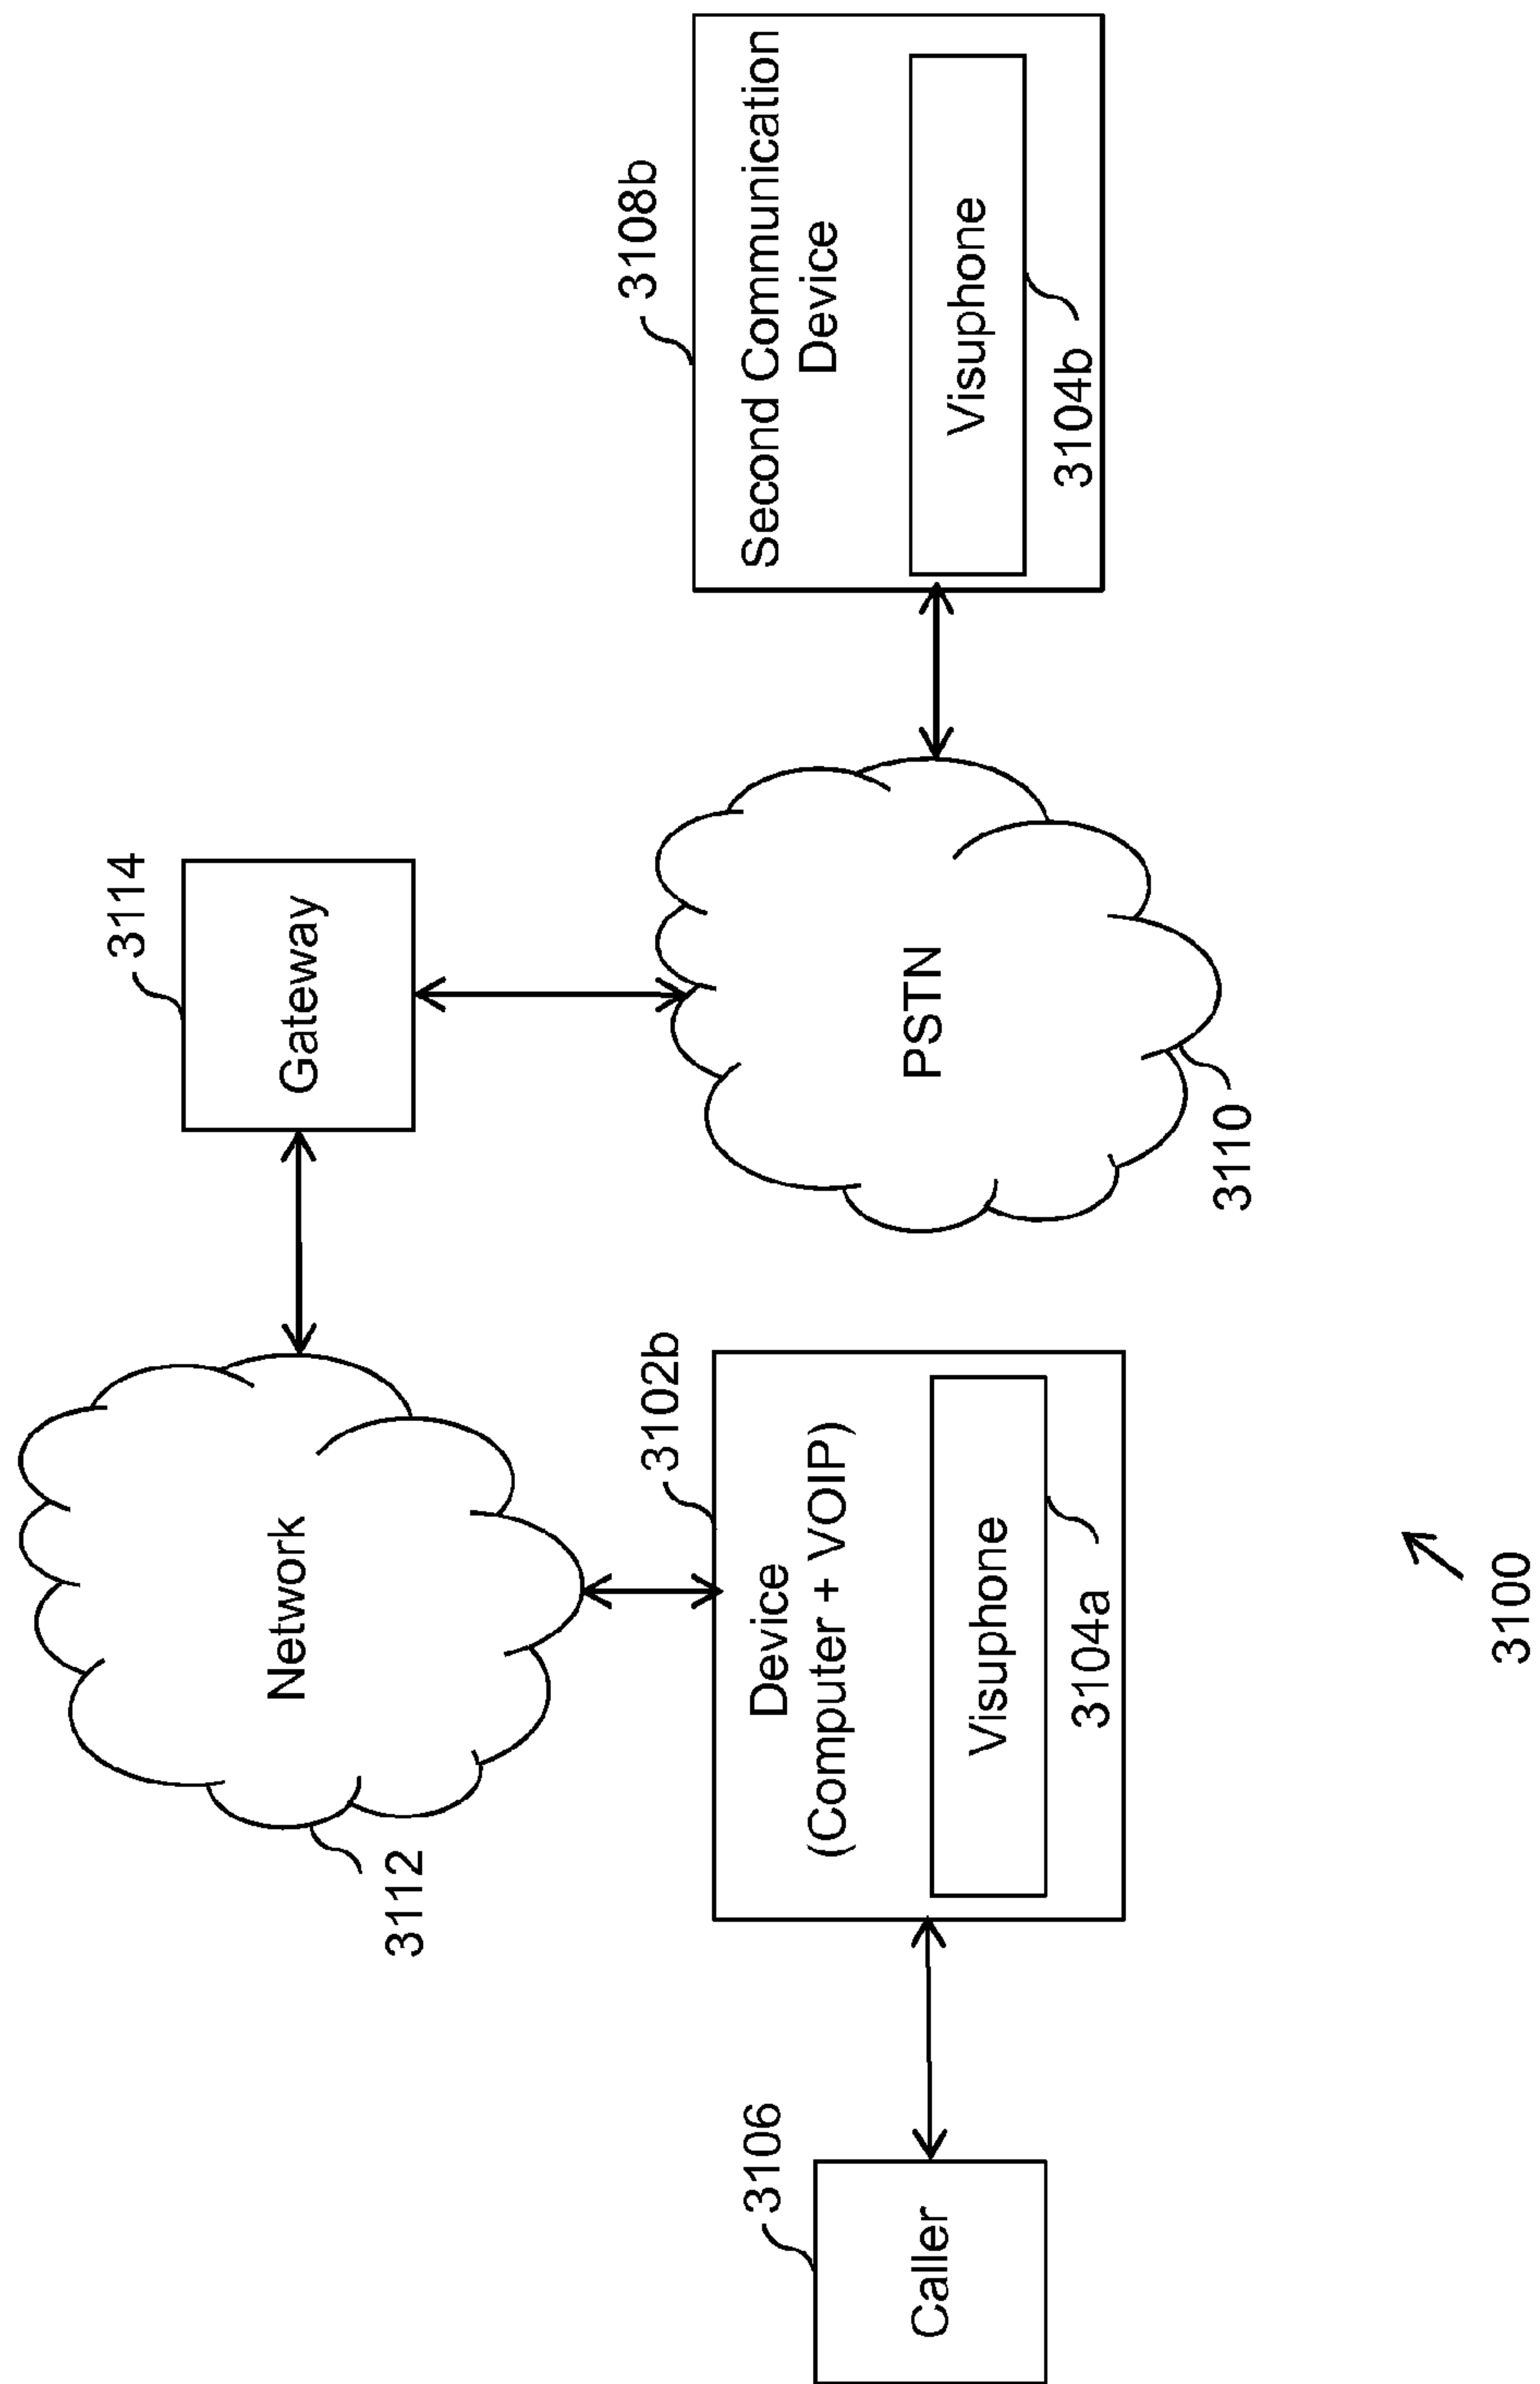 3112
Network
3114
Gateway
3106
Caller
3102b
Device
(Computer + VOIP)
Visuphone
3104a
PSTN
3110
3108b
Second Communication
Device
Visuphone
3104b
3100